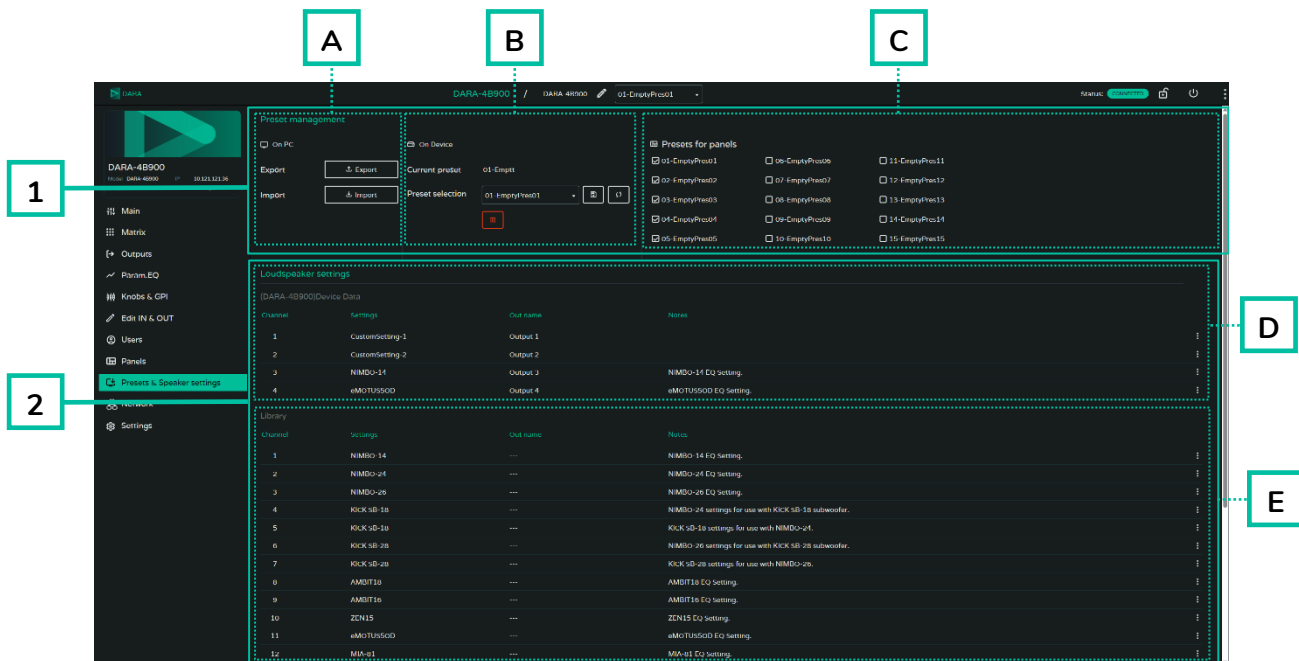 A
B
C
DARA
DARA-4B900 / DARA-4B900 01-EmptyPres01
Status: CONNECTED
1
DARA-4B900
Model DARA-4B900 IP 10.121.121.36
Main
Matrix
Outputs
Param.EQ
Knobs & GPI
Edit IN & OUT
Users
Panels
Presets & Speaker settings
Network
Settings
2
Preset management
On PC
Export Export
Import Import
On Device
Current preset 01-Emptt
Preset selection 01-EmptyPres01
Presets for panels
01-EmptyPres01 06-EmptyPres06 11-EmptyPres11
02-EmptyPres02 07-EmptyPres07 12-EmptyPres12
03-EmptyPres03 08-EmptyPres08 13-EmptyPres13
04-EmptyPres04 09-EmptyPres09 14-EmptyPres14
05-EmptyPres05 10-EmptyPres10 15-EmptyPres15
Loudspeaker settings
(DARA-4B900)Device Data
Channel Settings Out name Notes
1 CustomSetting-1 Output 1
2 CustomSetting-2 Output 2
3 NIMBO-14 Output 3 NIMBO-14 EQ Setting.
4 eMOTUS5OD Output 4 eMOTUS5OD EQ Setting.
D
Library
Channel Settings Out name Notes
1 NIMBO-14 --- NIMBO-14 EQ Setting.
2 NIMBO-24 --- NIMBO-24 EQ Setting.
3 NIMBO-26 --- NIMBO-26 EQ Setting.
4 KICK SB-18 --- NIMBO-24 settings for use with KICK SB-18 subwoofer.
5 KICK SB-18 --- KICK SB-18 settings for use with NIMBO-24.
6 KICK SB-28 --- NIMBO-26 settings for use with KICK SB-28 subwoofer.
7 KICK SB-28 --- KICK SB-28 settings for use with NIMBO-26.
8 AMBIT18 --- AMBIT18 EQ Setting.
9 AMBIT16 --- AMBIT16 EQ Setting.
10 ZEN15 --- ZEN15 EQ Setting.
11 eMOTUS5OD --- eMOTUS5OD EQ Setting.
12 MIA-81 --- MIA-81 EQ Setting.
E